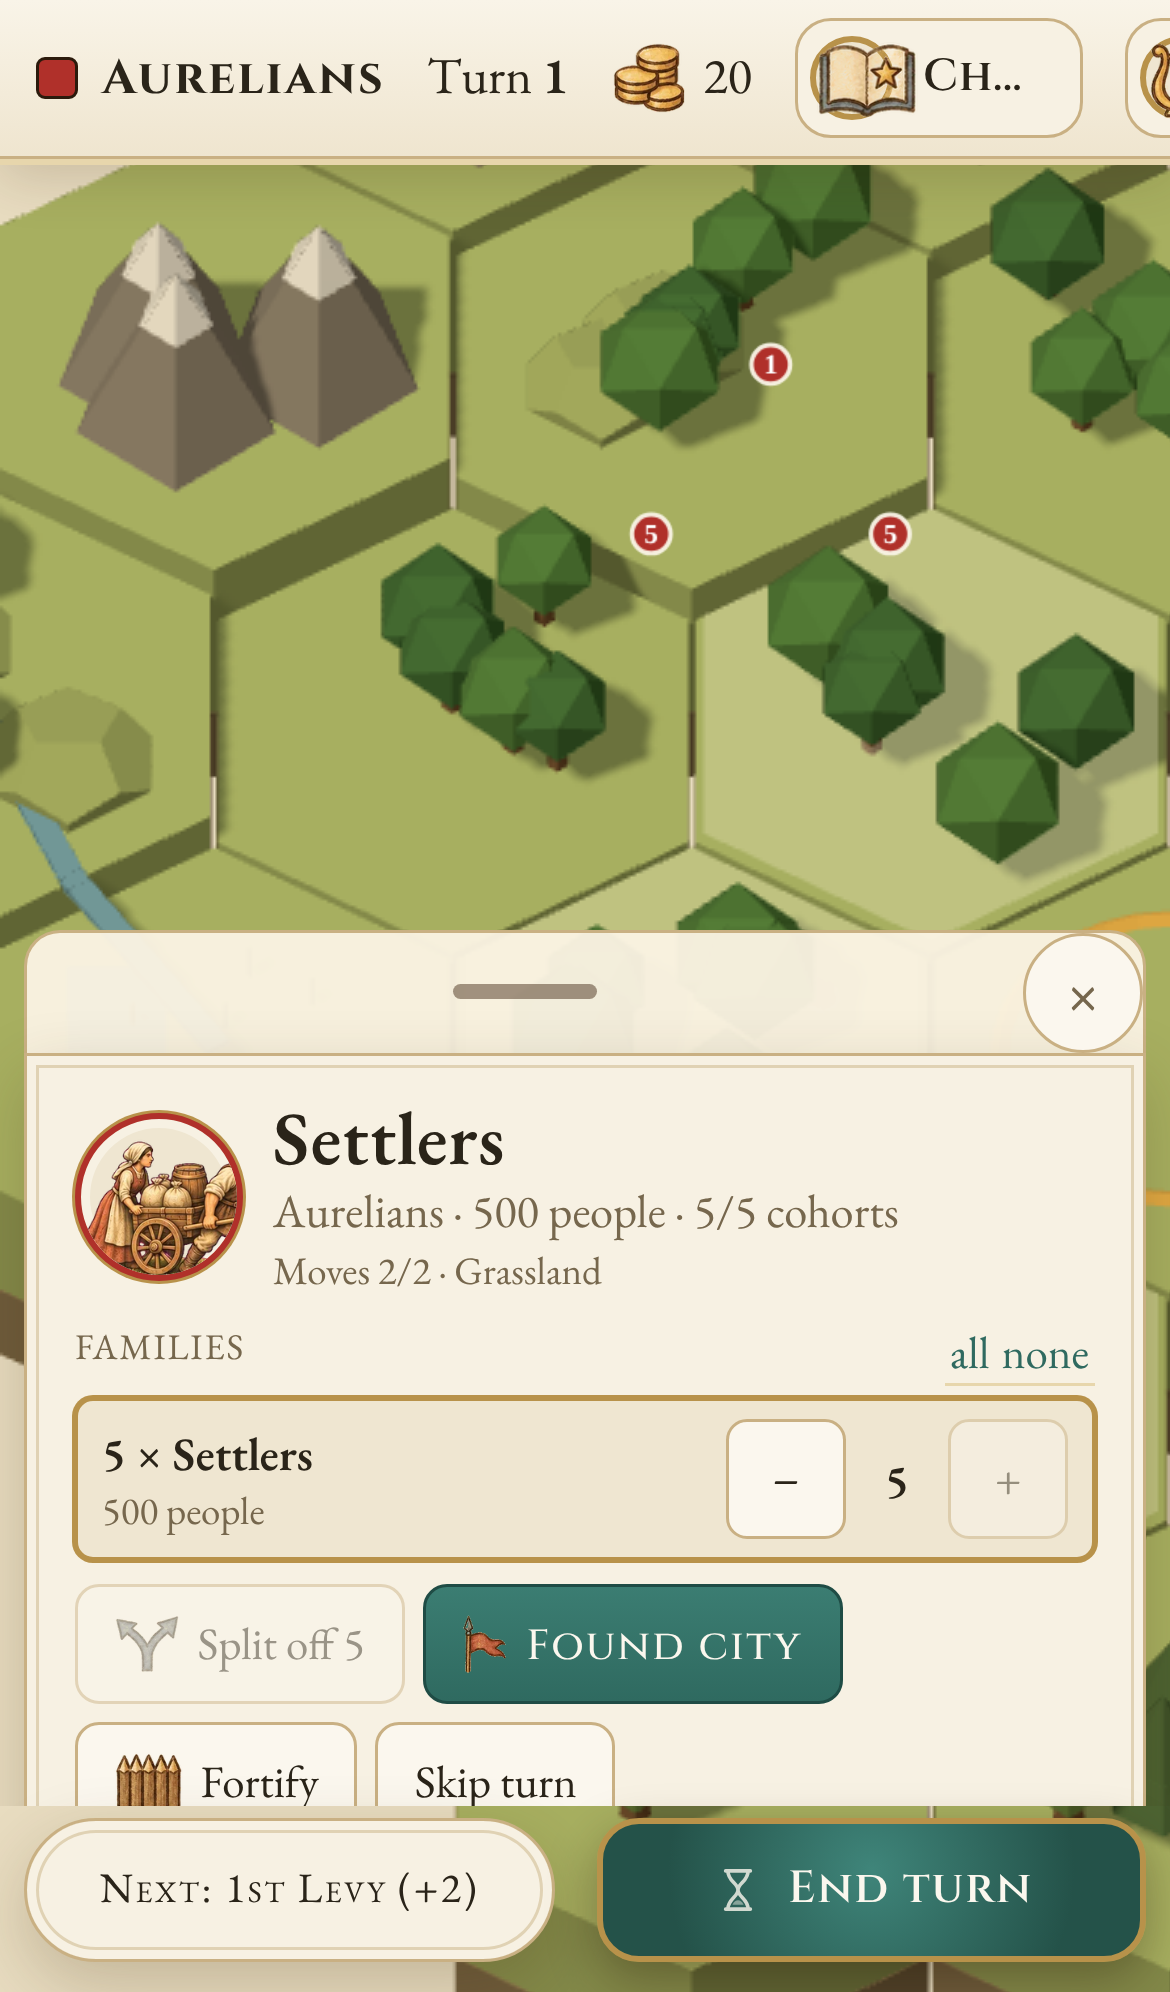 AURELIANS Turn 1 20 CH...
1
5 5
×
Settlers
Aurelians · 500 people · 5/5 cohorts
Moves 2/2 · Grassland
FAMILIES all none
5 × Settlers
500 people
− 5 +
Split off 5 FOUND CITY
Fortify Skip turn
NEXT: 1ST LEVY (+2) END TURN